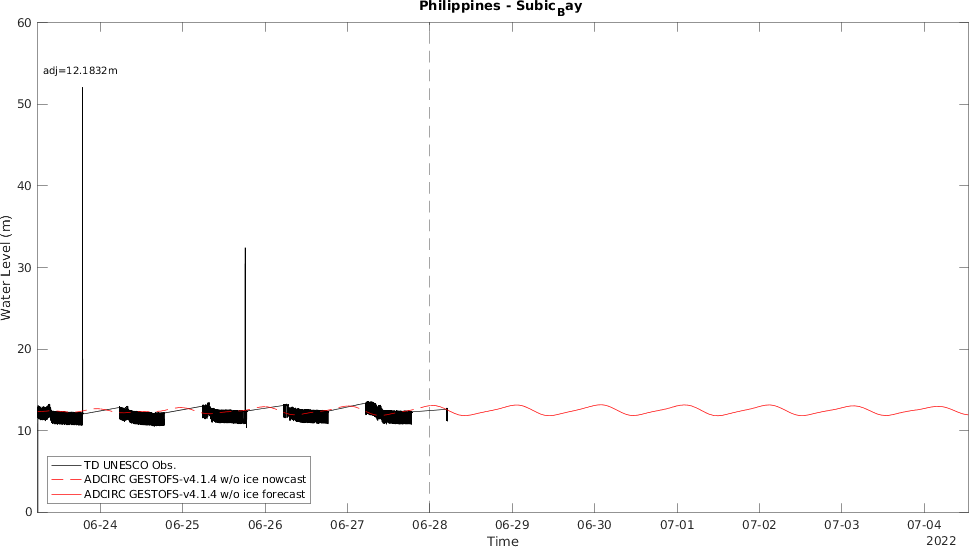 Philippines - Subic_Bay
60
adj=12.1832m
50
40
30
20
10
0
Water Level (m)
TD UNESCO Obs.
ADCIRC GESTOFS-v4.1.4 w/o ice nowcast
ADCIRC GESTOFS-v4.1.4 w/o ice forecast
06-24 06-25 06-26 06-27 06-28 06-29 06-30 07-01 07-02 07-03 07-04
Time
2022